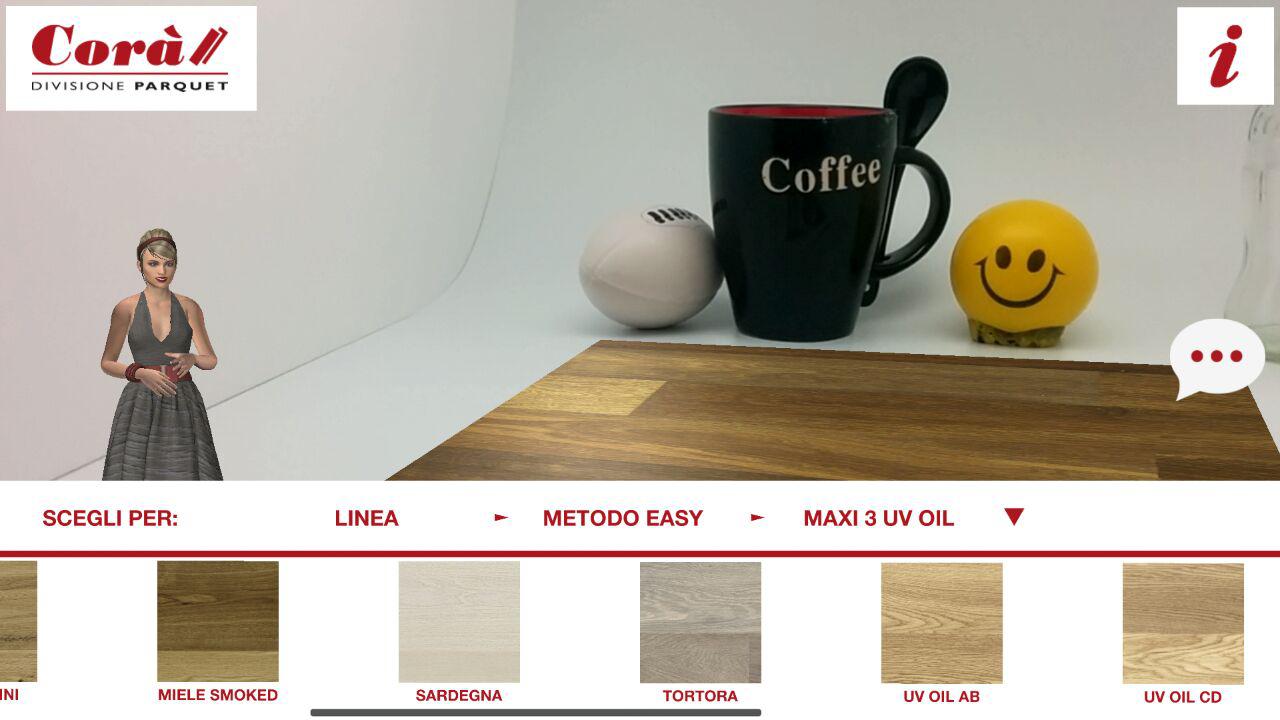 Corà
DIVISIONE PARQUET
i
Coffee
SCEGLI PER:
LINEA
METODO EASY
MAXI 3 UV OIL
INI
MIELE SMOKED
SARDEGNA
TORTORA
UV OIL AB
UV OIL CD